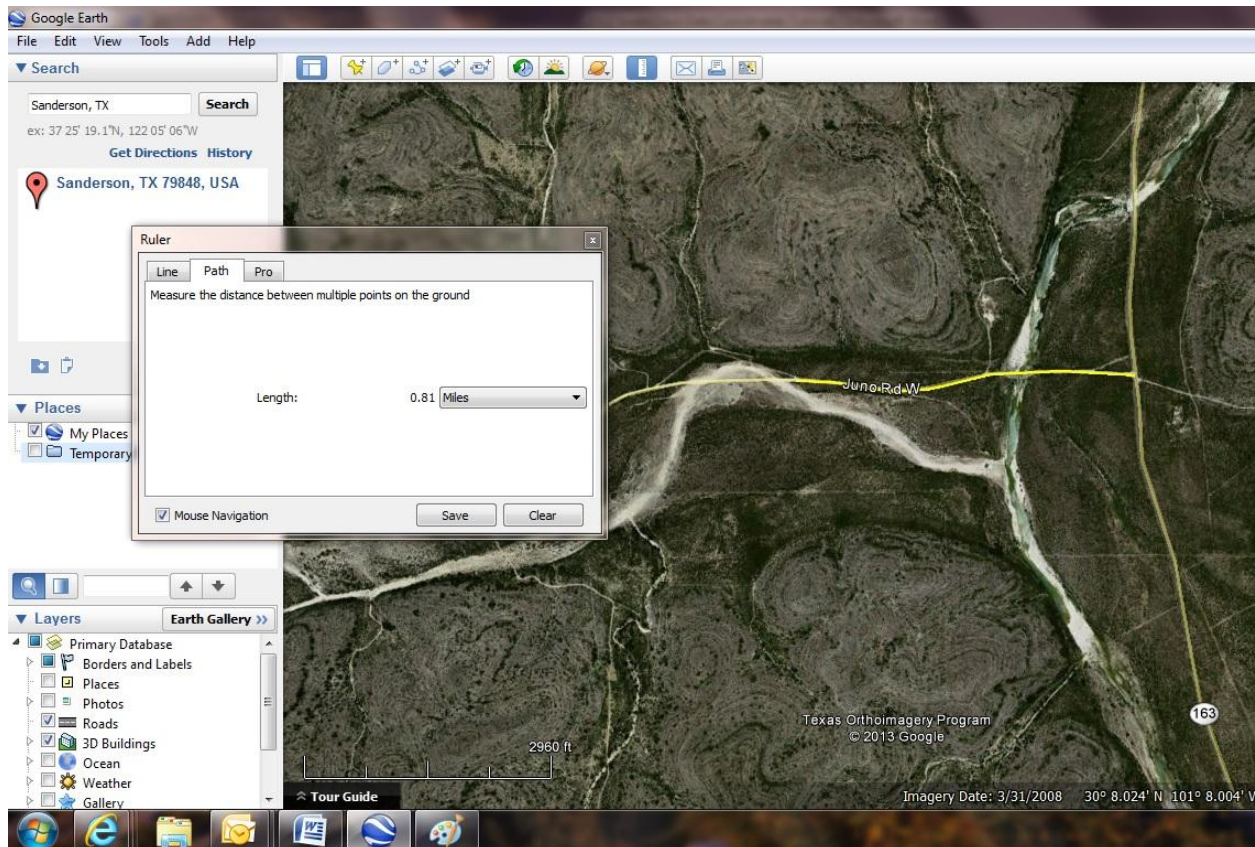 Google Earth
File Edit View Tools Add Help
Search
Sanderson, TX
Search
ex: 37 25' 19.1"N, 122 05' 06"W
Get Directions History
Sanderson, TX 79848, USA
Ruler
Line Path Pro
Measure the distance between multiple points on the ground
Length: 0.81 Miles
Mouse Navigation
Save
Clear
Places
My Places
Temporary
Layers
Earth Gallery >>
Primary Database
Borders and Labels
Places
Photos
Roads
3D Buildings
Ocean
Weather
Gallery
Juno Rd W
163
Texas Orthoimagery Program
© 2013 Google
2960 ft
Tour Guide
Imagery Date: 3/31/2008 30° 8.024' N 101° 8.004' W